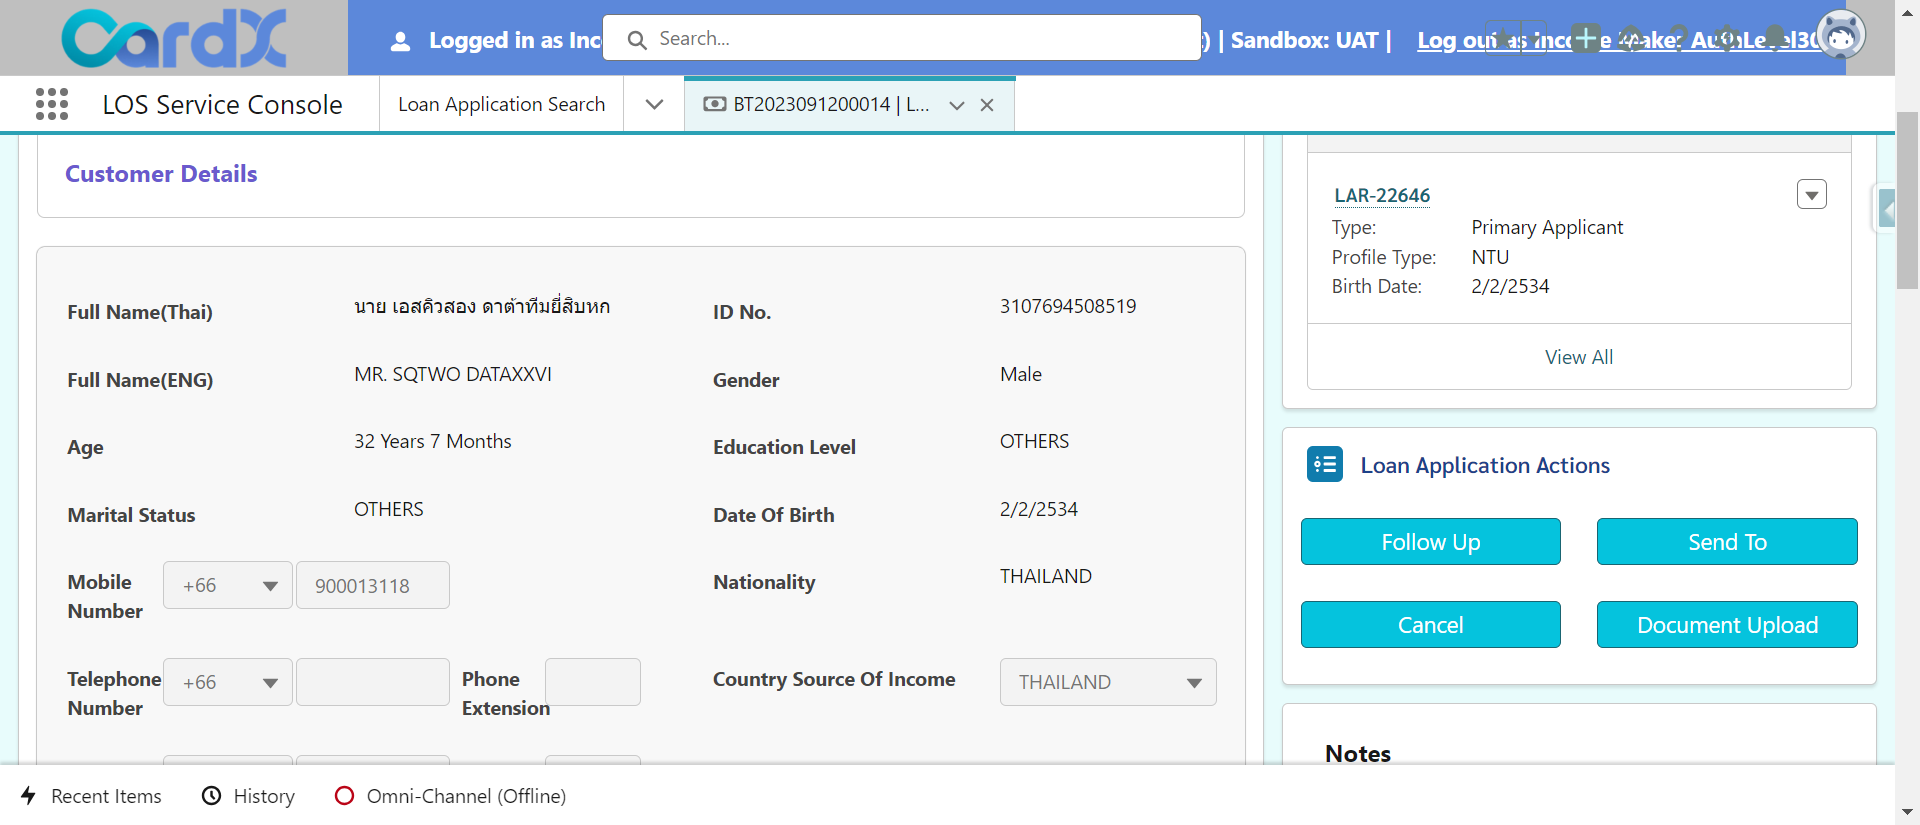 CardX
Logged in as Inc
Search...
) | Sandbox: UAT |
Log out as Income Maker AutoLevel30
LOS Service Console
Loan Application Search
BT2023091200014 | L...
Customer Details
Full Name(Thai)
นาย เอสคิวสอง ดาต้าทีมยี่สิบหก
ID No.
3107694508519
Full Name(ENG)
MR. SQTWO DATAXXVI
Gender
Male
Age
32 Years 7 Months
Education Level
OTHERS
Marital Status
OTHERS
Date Of Birth
2/2/2534
Mobile
Number
+66
900013118
Nationality
THAILAND
Telephone
Number
+66
Phone
Extension
Country Source Of Income
THAILAND
LAR-22646
Type:
Primary Applicant
Profile Type:
NTU
Birth Date:
2/2/2534
View All
Loan Application Actions
Follow Up
Send To
Cancel
Document Upload
Notes
Recent Items
History
Omni-Channel (Offline)